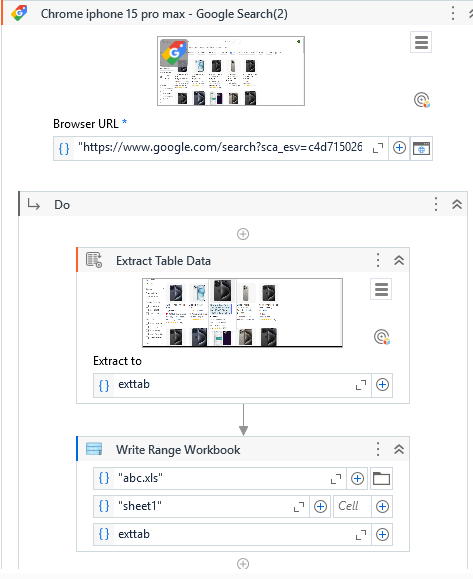 Chrome iphone 15 pro max - Google Search(2)
Browser URL *
{ } "https://www.google.com/search?sca_esv=c4d715026
Do
Extract Table Data
Extract to
{ } exttab
Write Range Workbook
{ } "abc.xls"
{ } "sheet1" Cell
{ } exttab